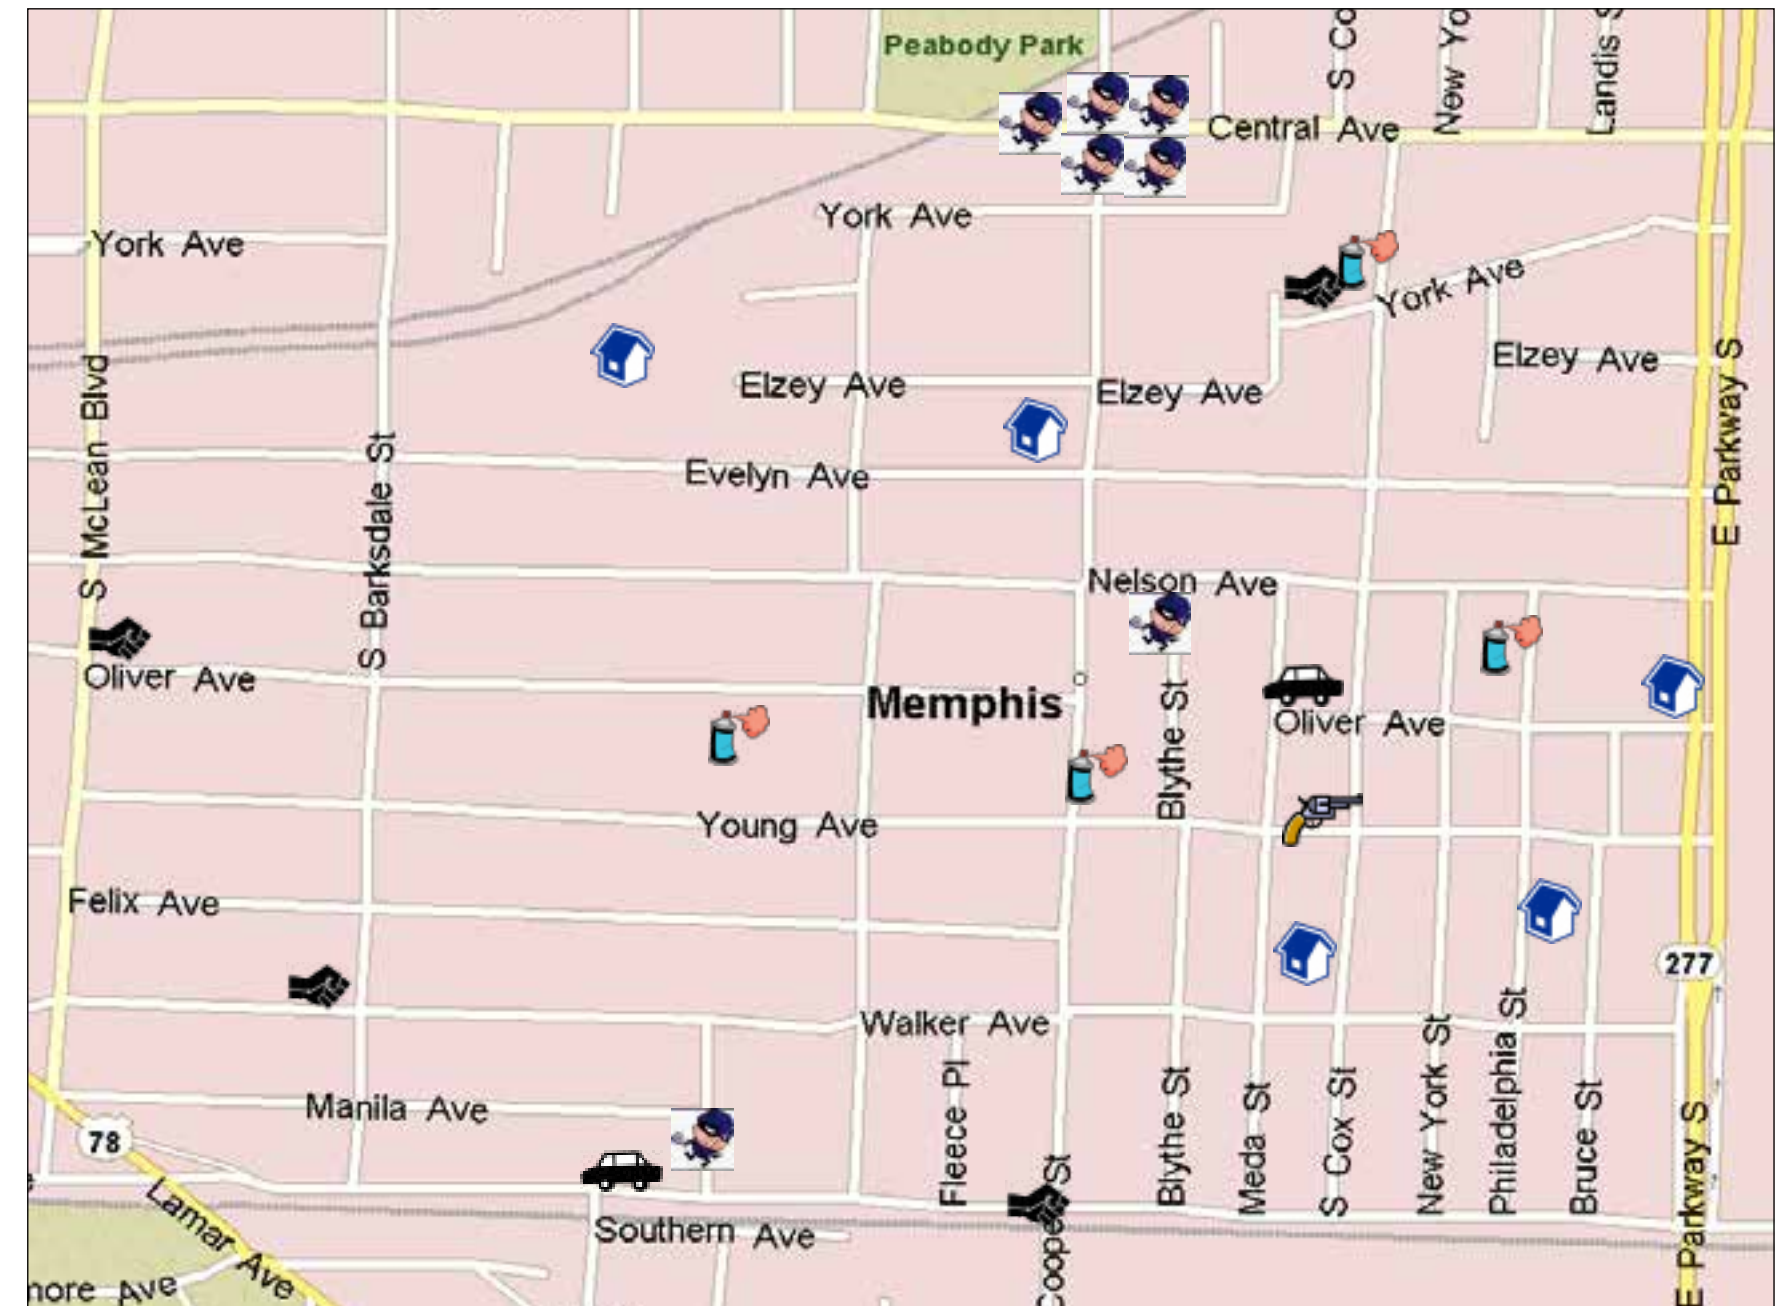 Peabody Park
S Co
New Yo
Landis S
Central Ave
York Ave
York Ave
York Ave
Elzey Ave
Elzey Ave
Elzey Ave
E Parkway S
S McLean Blvd
S Barksdale St
Evelyn Ave
Nelson Ave
Oliver Ave
Memphis
Blythe St
Oliver Ave
Young Ave
Felix Ave
277
Walker Ave
Manila Ave
78
Fleece Pl
Coope St
Blythe St
Meda St
S Cox St
New York St
Philadelphia St
Bruce St
E Parkway S
Lamar Ave
Southern Ave
nore Ave